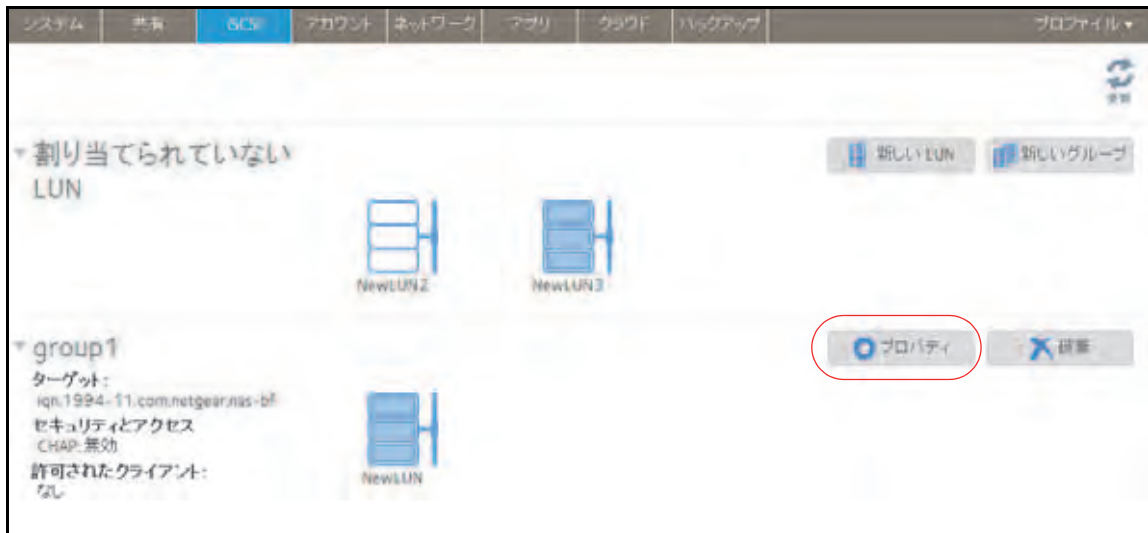 システム 共有 iSCSI アカウント ネットワーク アプリ クラウド バックアップ プロファイル ▾
更新
割り当てられていない
LUN
新しい LUN 新しいグループ
NewLUN2 NewLUN3
group1
プロパティ 破棄
ターゲット:
iqn.1994-11.com.netgear:nas-bf
セキュリティとアクセス
CHAP: 無効
許可されたクライアント:
なし
NewLUN